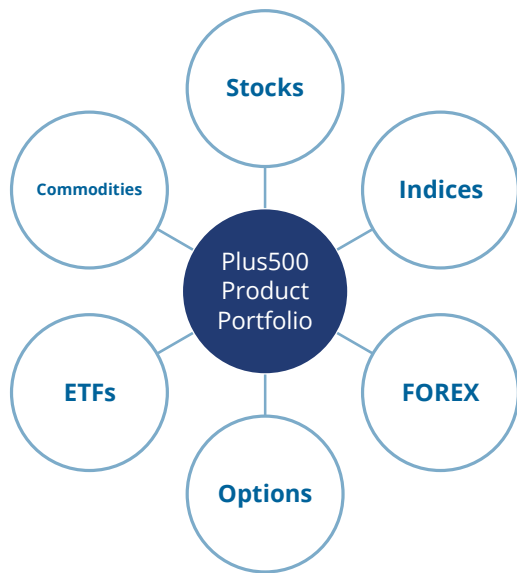 Stocks
Commodities
Indices
Plus500
Product
Portfolio
ETFs
FOREX
Options